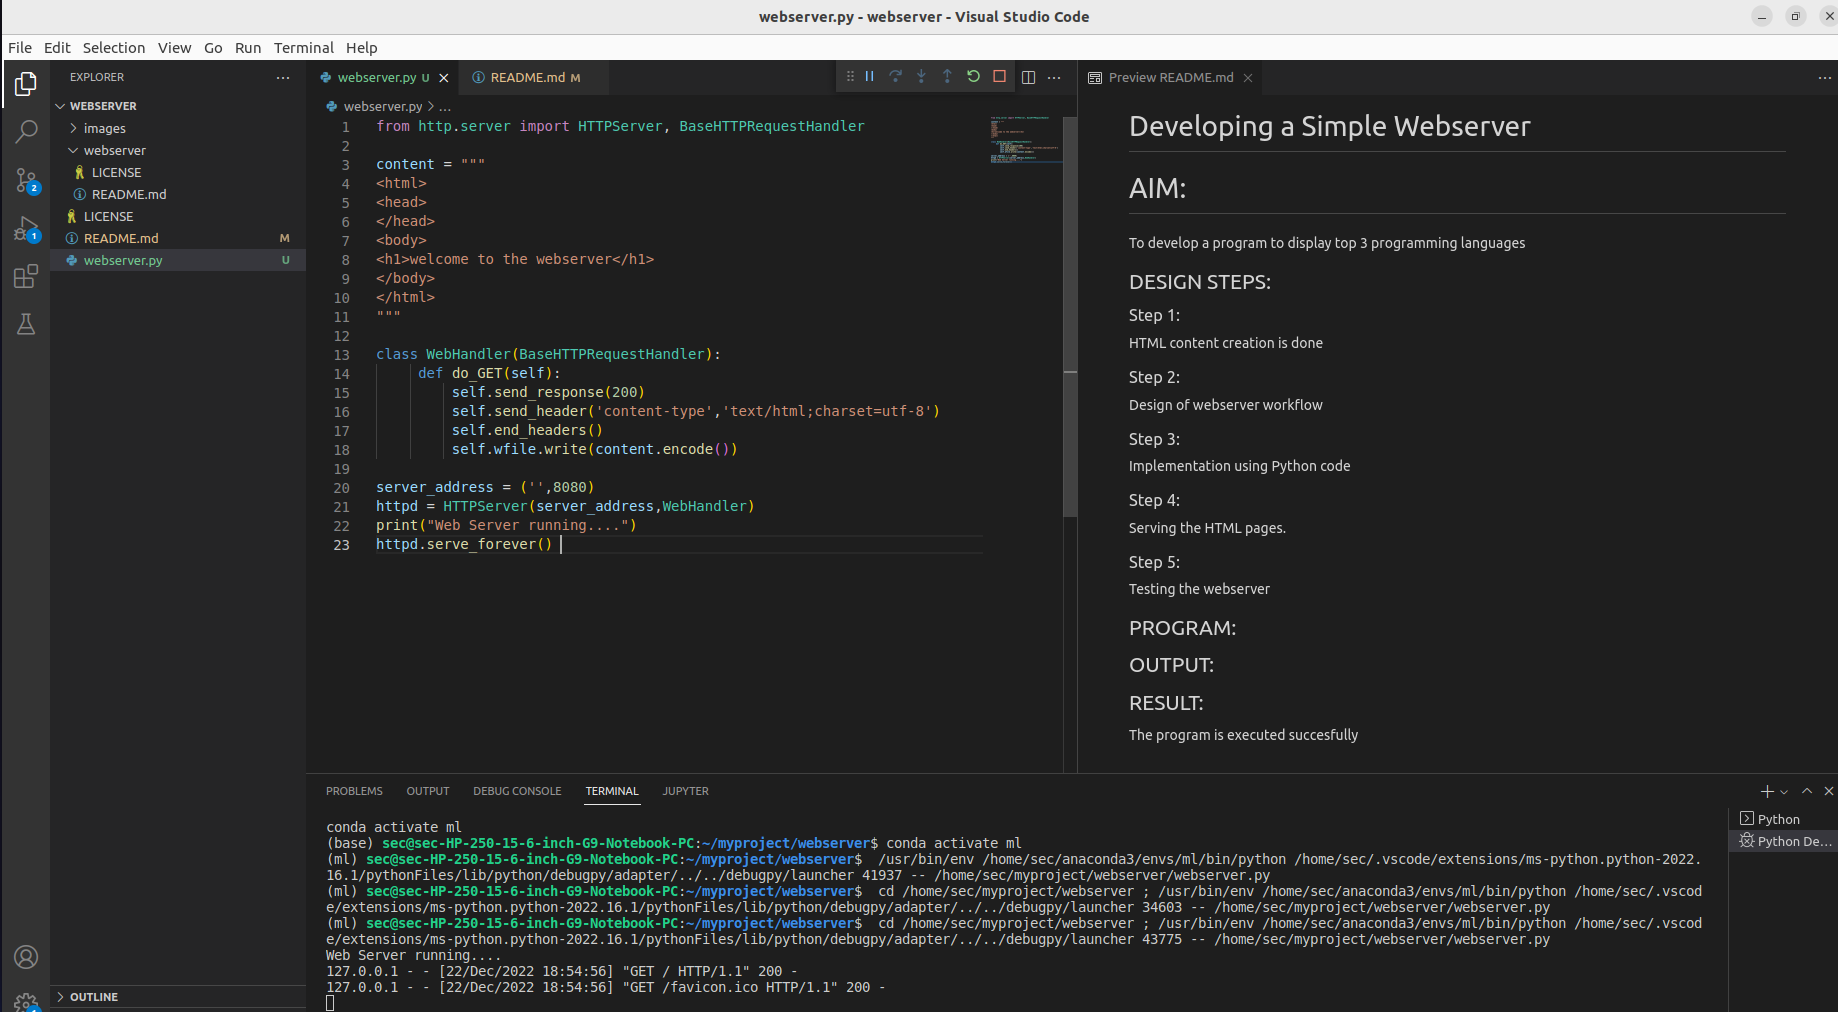 webserver.py - webserver - Visual Studio Code
File Edit Selection View Go Run Terminal Help
EXPLORER
WEBSERVER
images
webserver
LICENSE
README.md
LICENSE
README.md M
webserver.py U
OUTLINE
2
1
webserver.py U
README.md M
webserver.py > ...
1 from http.server import HTTPServer, BaseHTTPRequestHandler
2
3 content = """
4 <html>
5 <head>
6 </head>
7 <body>
8 <h1>welcome to the webserver</h1>
9 </body>
10 </html>
11 """
12
13 class WebHandler(BaseHTTPRequestHandler):
14 def do_GET(self):
15 self.send_response(200)
16 self.send_header('content-type','text/html;charset=utf-8')
17 self.end_headers()
18 self.wfile.write(content.encode())
19
20 server_address = ('',8080)
21 httpd = HTTPServer(server_address,WebHandler)
22 print("Web Server running....")
23 httpd.serve_forever()
Preview README.md
Developing a Simple Webserver
AIM:
To develop a program to display top 3 programming languages
DESIGN STEPS:
Step 1:
HTML content creation is done
Step 2:
Design of webserver workflow
Step 3:
Implementation using Python code
Step 4:
Serving the HTML pages.
Step 5:
Testing the webserver
PROGRAM:
OUTPUT:
RESULT:
The program is executed succesfully
PROBLEMS OUTPUT DEBUG CONSOLE TERMINAL JUPYTER
conda activate ml
(base) sec@sec-HP-250-15-6-inch-G9-Notebook-PC:~/myproject/webserver$ conda activate ml
(ml) sec@sec-HP-250-15-6-inch-G9-Notebook-PC:~/myproject/webserver$  /usr/bin/env /home/sec/anaconda3/envs/ml/bin/python /home/sec/.vscode/extensions/ms-python.python-2022.
16.1/pythonFiles/lib/python/debugpy/adapter/../../debugpy/launcher 41937 -- /home/sec/myproject/webserver/webserver.py
(ml) sec@sec-HP-250-15-6-inch-G9-Notebook-PC:~/myproject/webserver$  cd /home/sec/myproject/webserver ; /usr/bin/env /home/sec/anaconda3/envs/ml/bin/python /home/sec/.vscod
e/extensions/ms-python.python-2022.16.1/pythonFiles/lib/python/debugpy/adapter/../../debugpy/launcher 34603 -- /home/sec/myproject/webserver/webserver.py
(ml) sec@sec-HP-250-15-6-inch-G9-Notebook-PC:~/myproject/webserver$  cd /home/sec/myproject/webserver ; /usr/bin/env /home/sec/anaconda3/envs/ml/bin/python /home/sec/.vscod
e/extensions/ms-python.python-2022.16.1/pythonFiles/lib/python/debugpy/adapter/../../debugpy/launcher 43775 -- /home/sec/myproject/webserver/webserver.py
Web Server running....
127.0.0.1 - - [22/Dec/2022 18:54:56] "GET / HTTP/1.1" 200 -
127.0.0.1 - - [22/Dec/2022 18:54:56] "GET /favicon.ico HTTP/1.1" 200 -
Python
Python De...